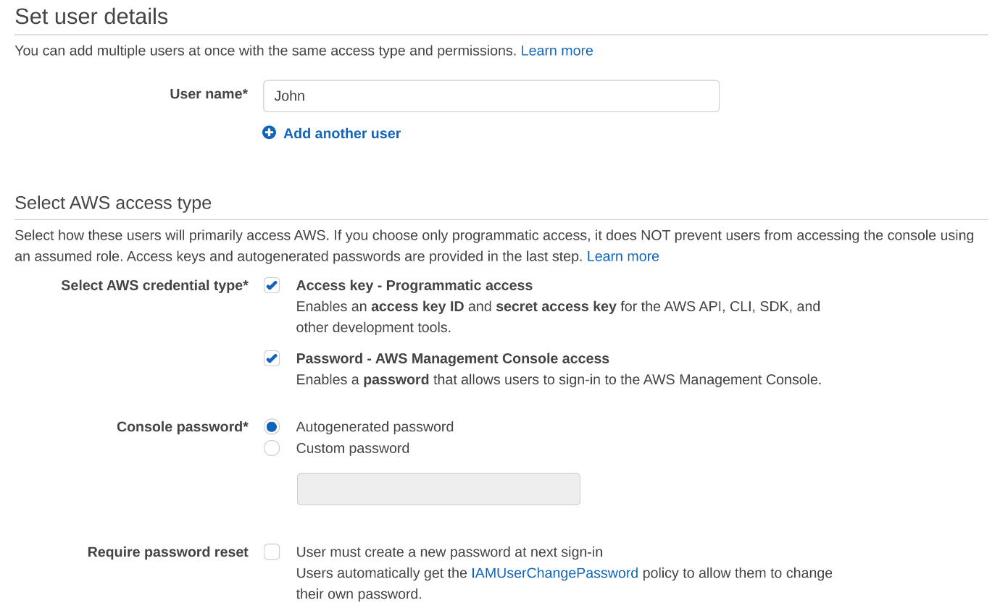 Set user details
You can add multiple users at once with the same access type and permissions. Learn more
User name*
John
Add another user
Select AWS access type
Select how these users will primarily access AWS. If you choose only programmatic access, it does NOT prevent users from accessing the console using
an assumed role. Access keys and autogenerated passwords are provided in the last step. Learn more
Select AWS credential type*
Access key - Programmatic access
Enables an access key ID and secret access key for the AWS API, CLI, SDK, and
other development tools.
Password - AWS Management Console access
Enables a password that allows users to sign-in to the AWS Management Console.
Console password*
Autogenerated password
Custom password
Require password reset
User must create a new password at next sign-in
Users automatically get the IAMUserChangePassword policy to allow them to change
their own password.